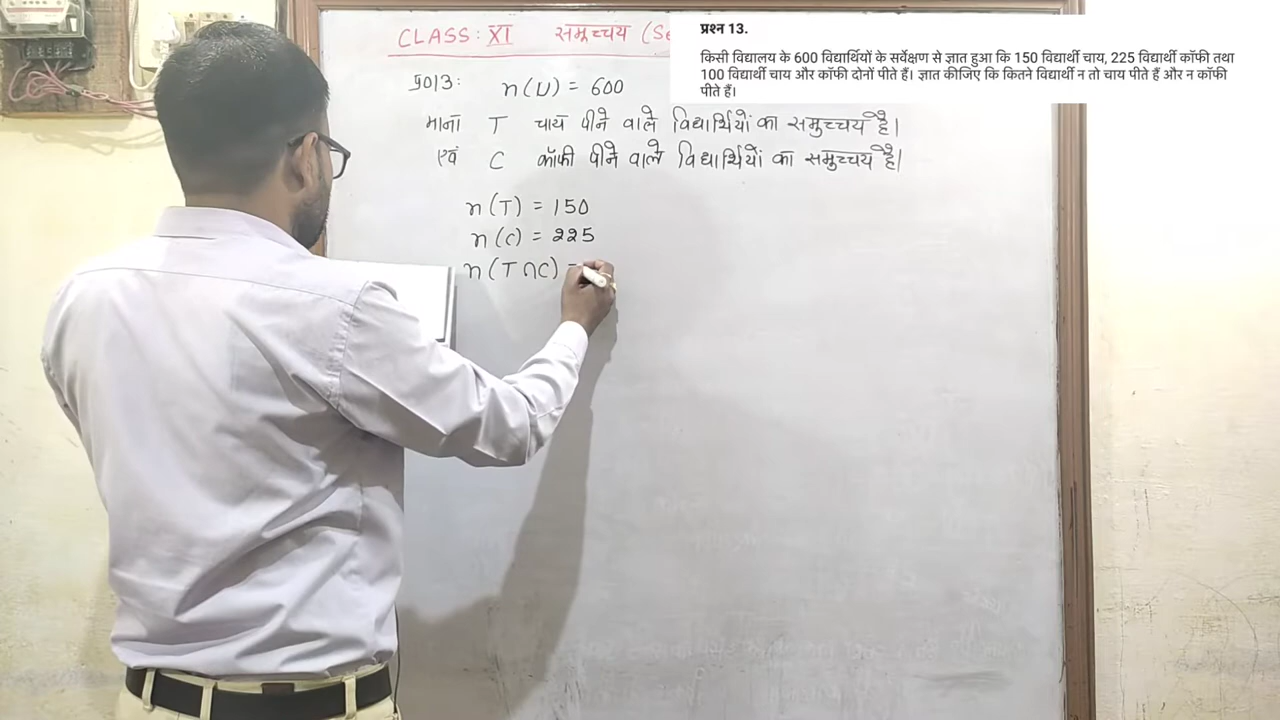 CLASS: XI समुच्चय (Se
प्रश्न 13.
किसी विद्यालय के 600 विद्यार्थियों के सर्वेक्षण से ज्ञात हुआ कि 150 विद्यार्थी चाय, 225 विद्यार्थी कॉफी तथा
100 विद्यार्थी चाय और कॉफी दोनों पीते हैं। ज्ञात कीजिए कि कितने विद्यार्थी न तो चाय पीते हैं और न कॉफी
पीते हैं।
प्र013: n(U) = 600
माना T चाय पीने वाले विद्यार्थियों का समुच्चय है।
एवं C कॉफी पीने वाले विद्यार्थियों का समुच्चय है।
n(T) = 150
n(C) = 225
n(T∩C) =